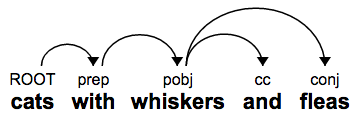 ROOT prep pobj cc conj
cats with whiskers and fleas